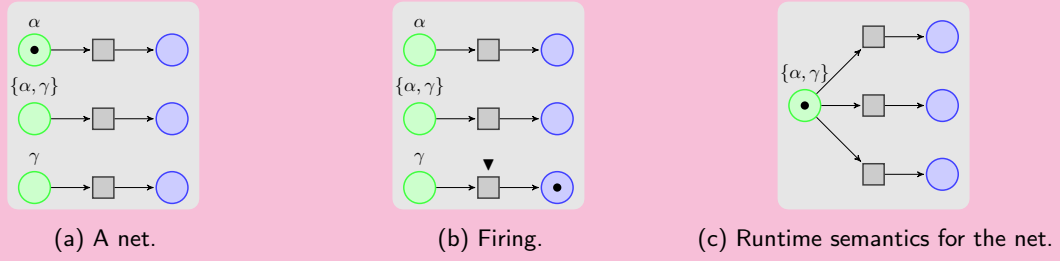 α
{α, γ}
γ
(a) A net.
α
{α, γ}
γ
(b) Firing.
{α, γ}
(c) Runtime semantics for the net.